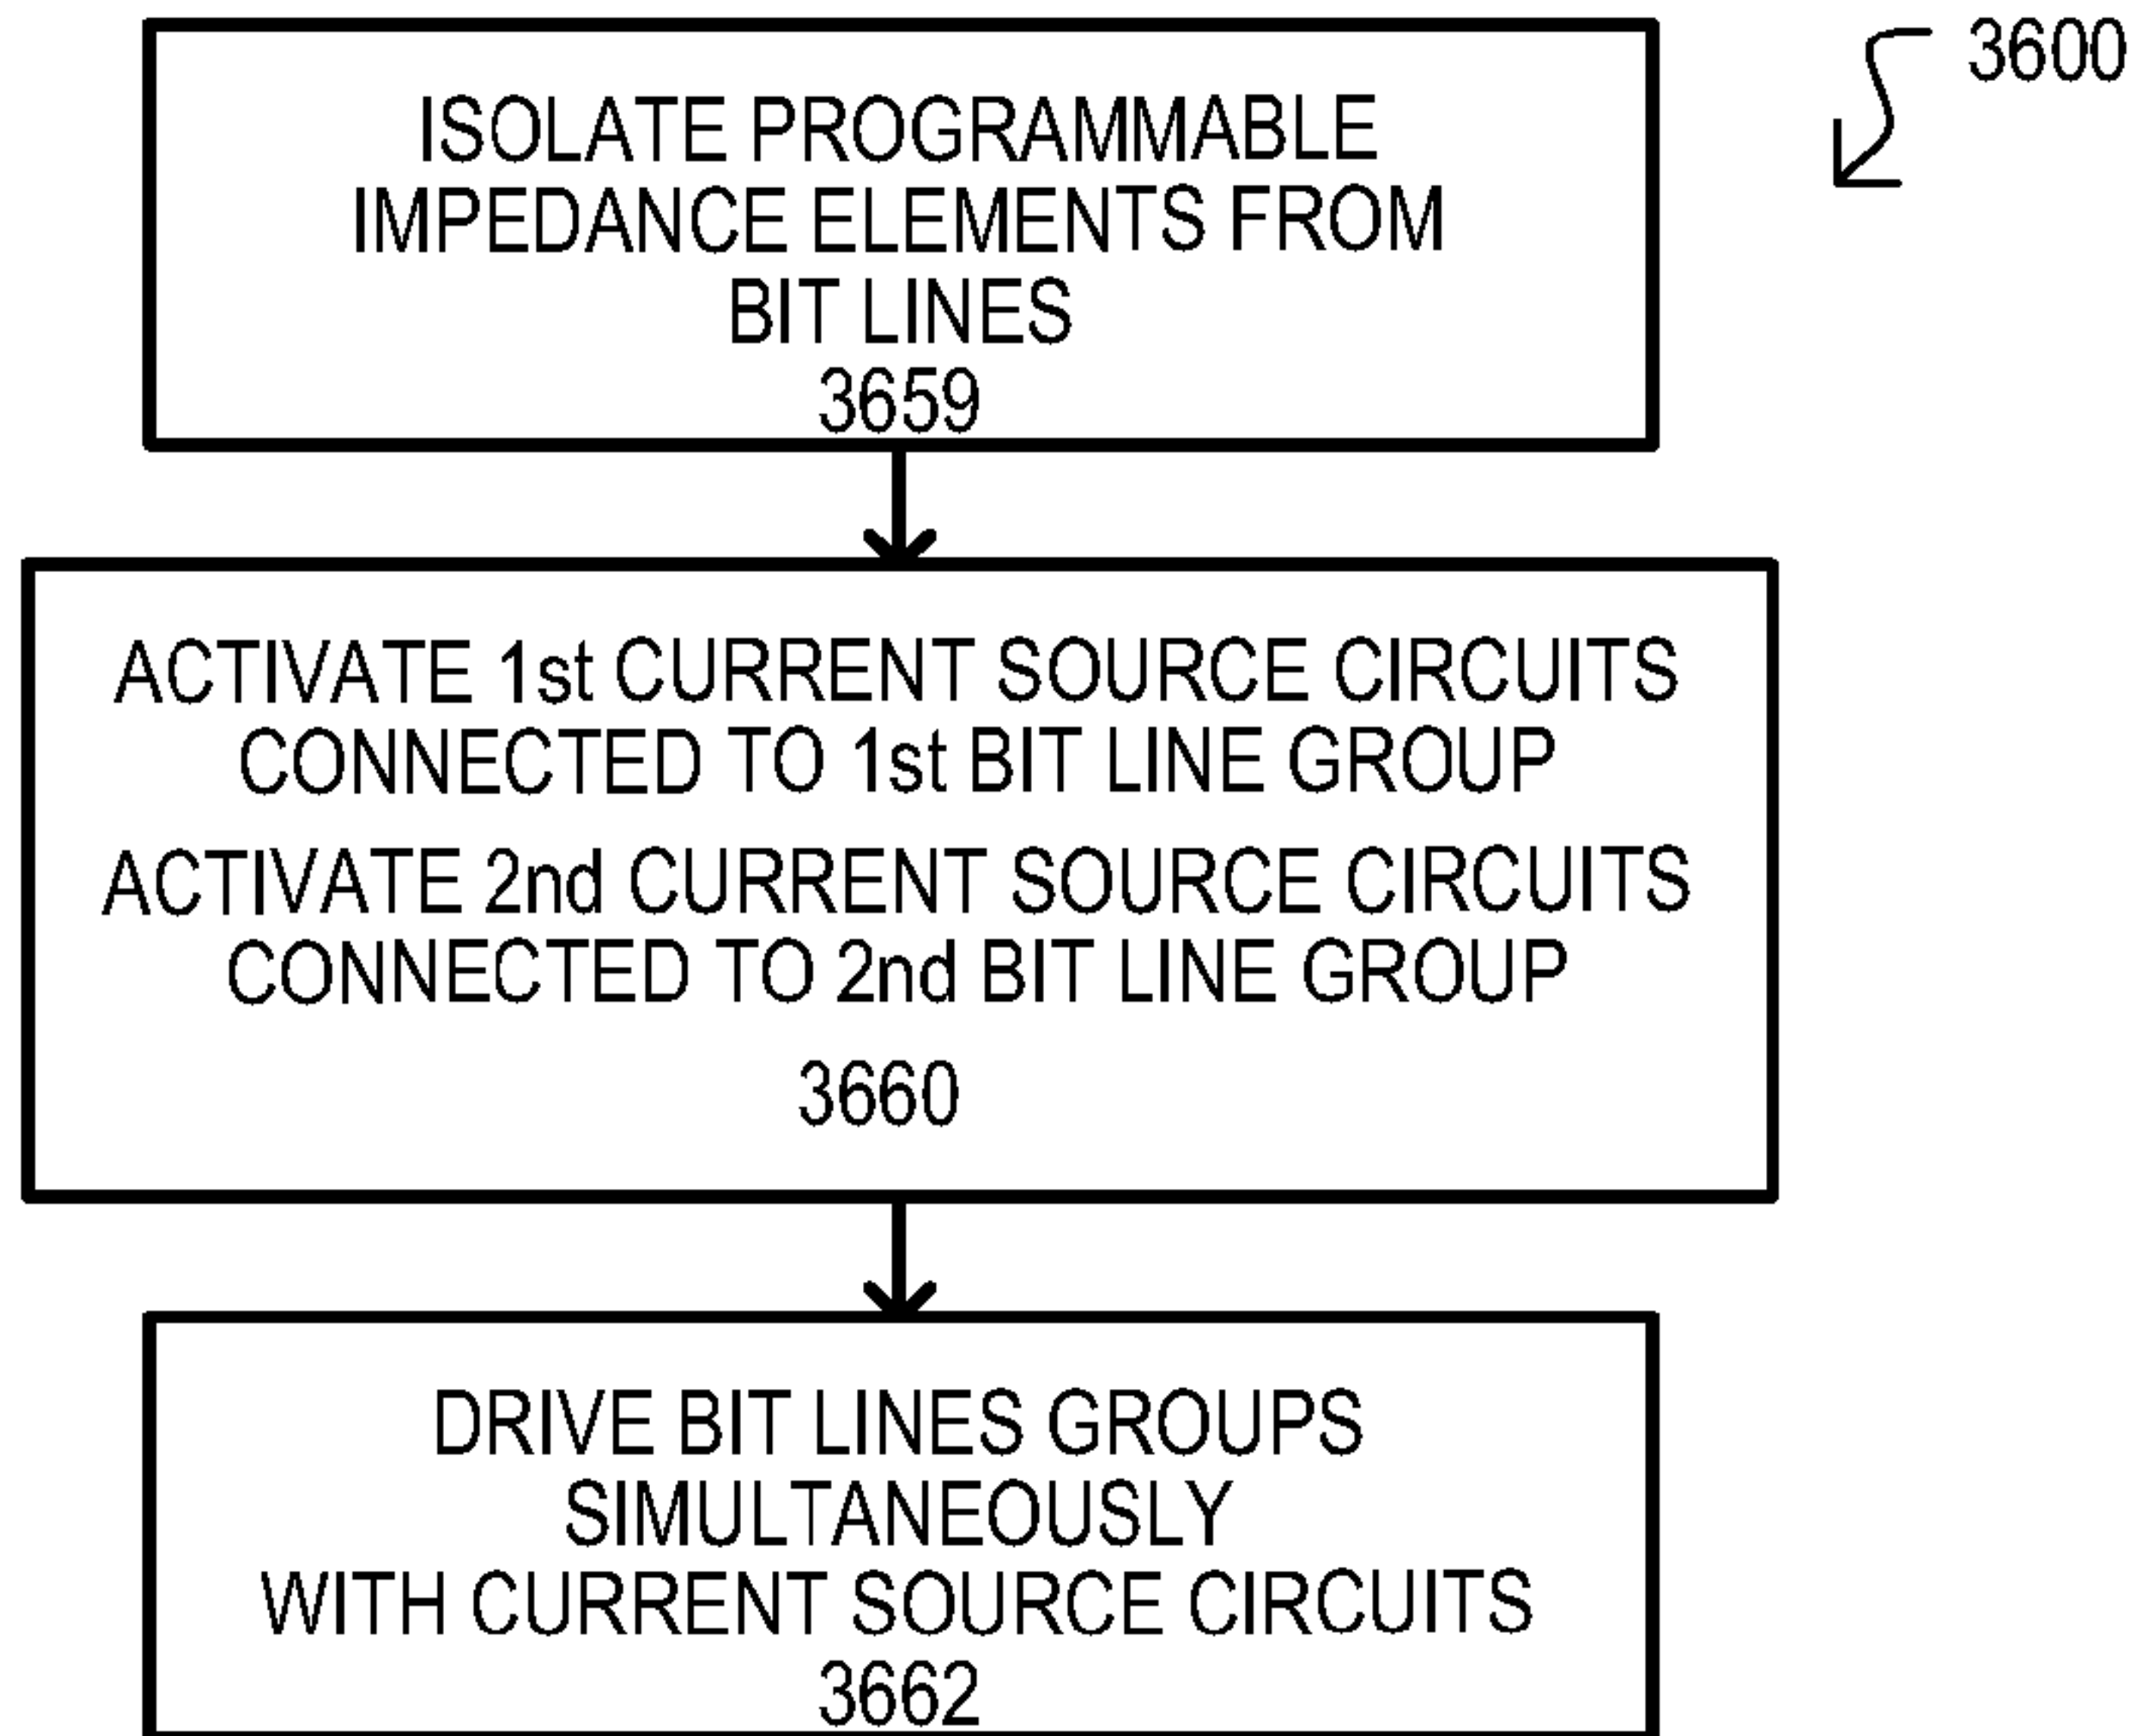 3600
ISOLATE PROGRAMMABLE
IMPEDANCE ELEMENTS FROM
BIT LINES
3659
ACTIVATE 1st CURRENT SOURCE CIRCUITS
CONNECTED TO 1st BIT LINE GROUP
ACTIVATE 2nd CURRENT SOURCE CIRCUITS
CONNECTED TO 2nd BIT LINE GROUP
3660
DRIVE BIT LINES GROUPS
SIMULTANEOUSLY
WITH CURRENT SOURCE CIRCUITS
3662